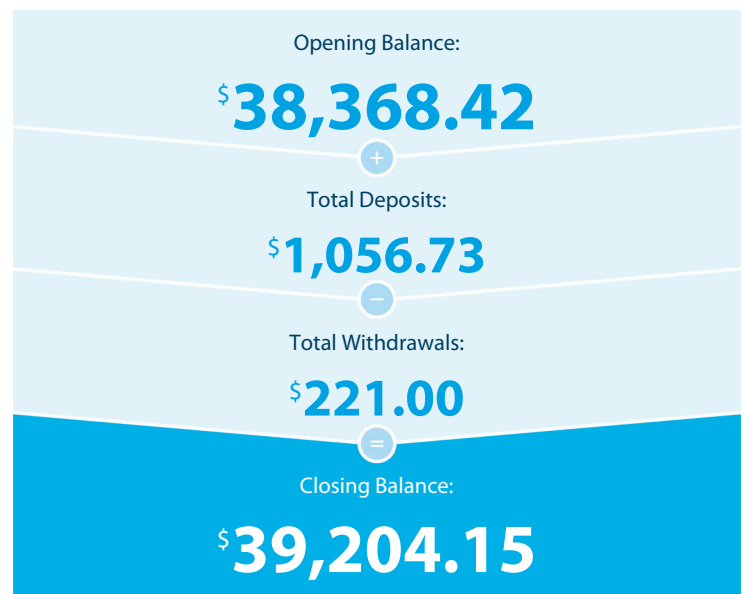 Opening Balance:
$38,368.42
+
Total Deposits:
$1,056.73
−
Total Withdrawals:
$221.00
=
Closing Balance:
$39,204.15